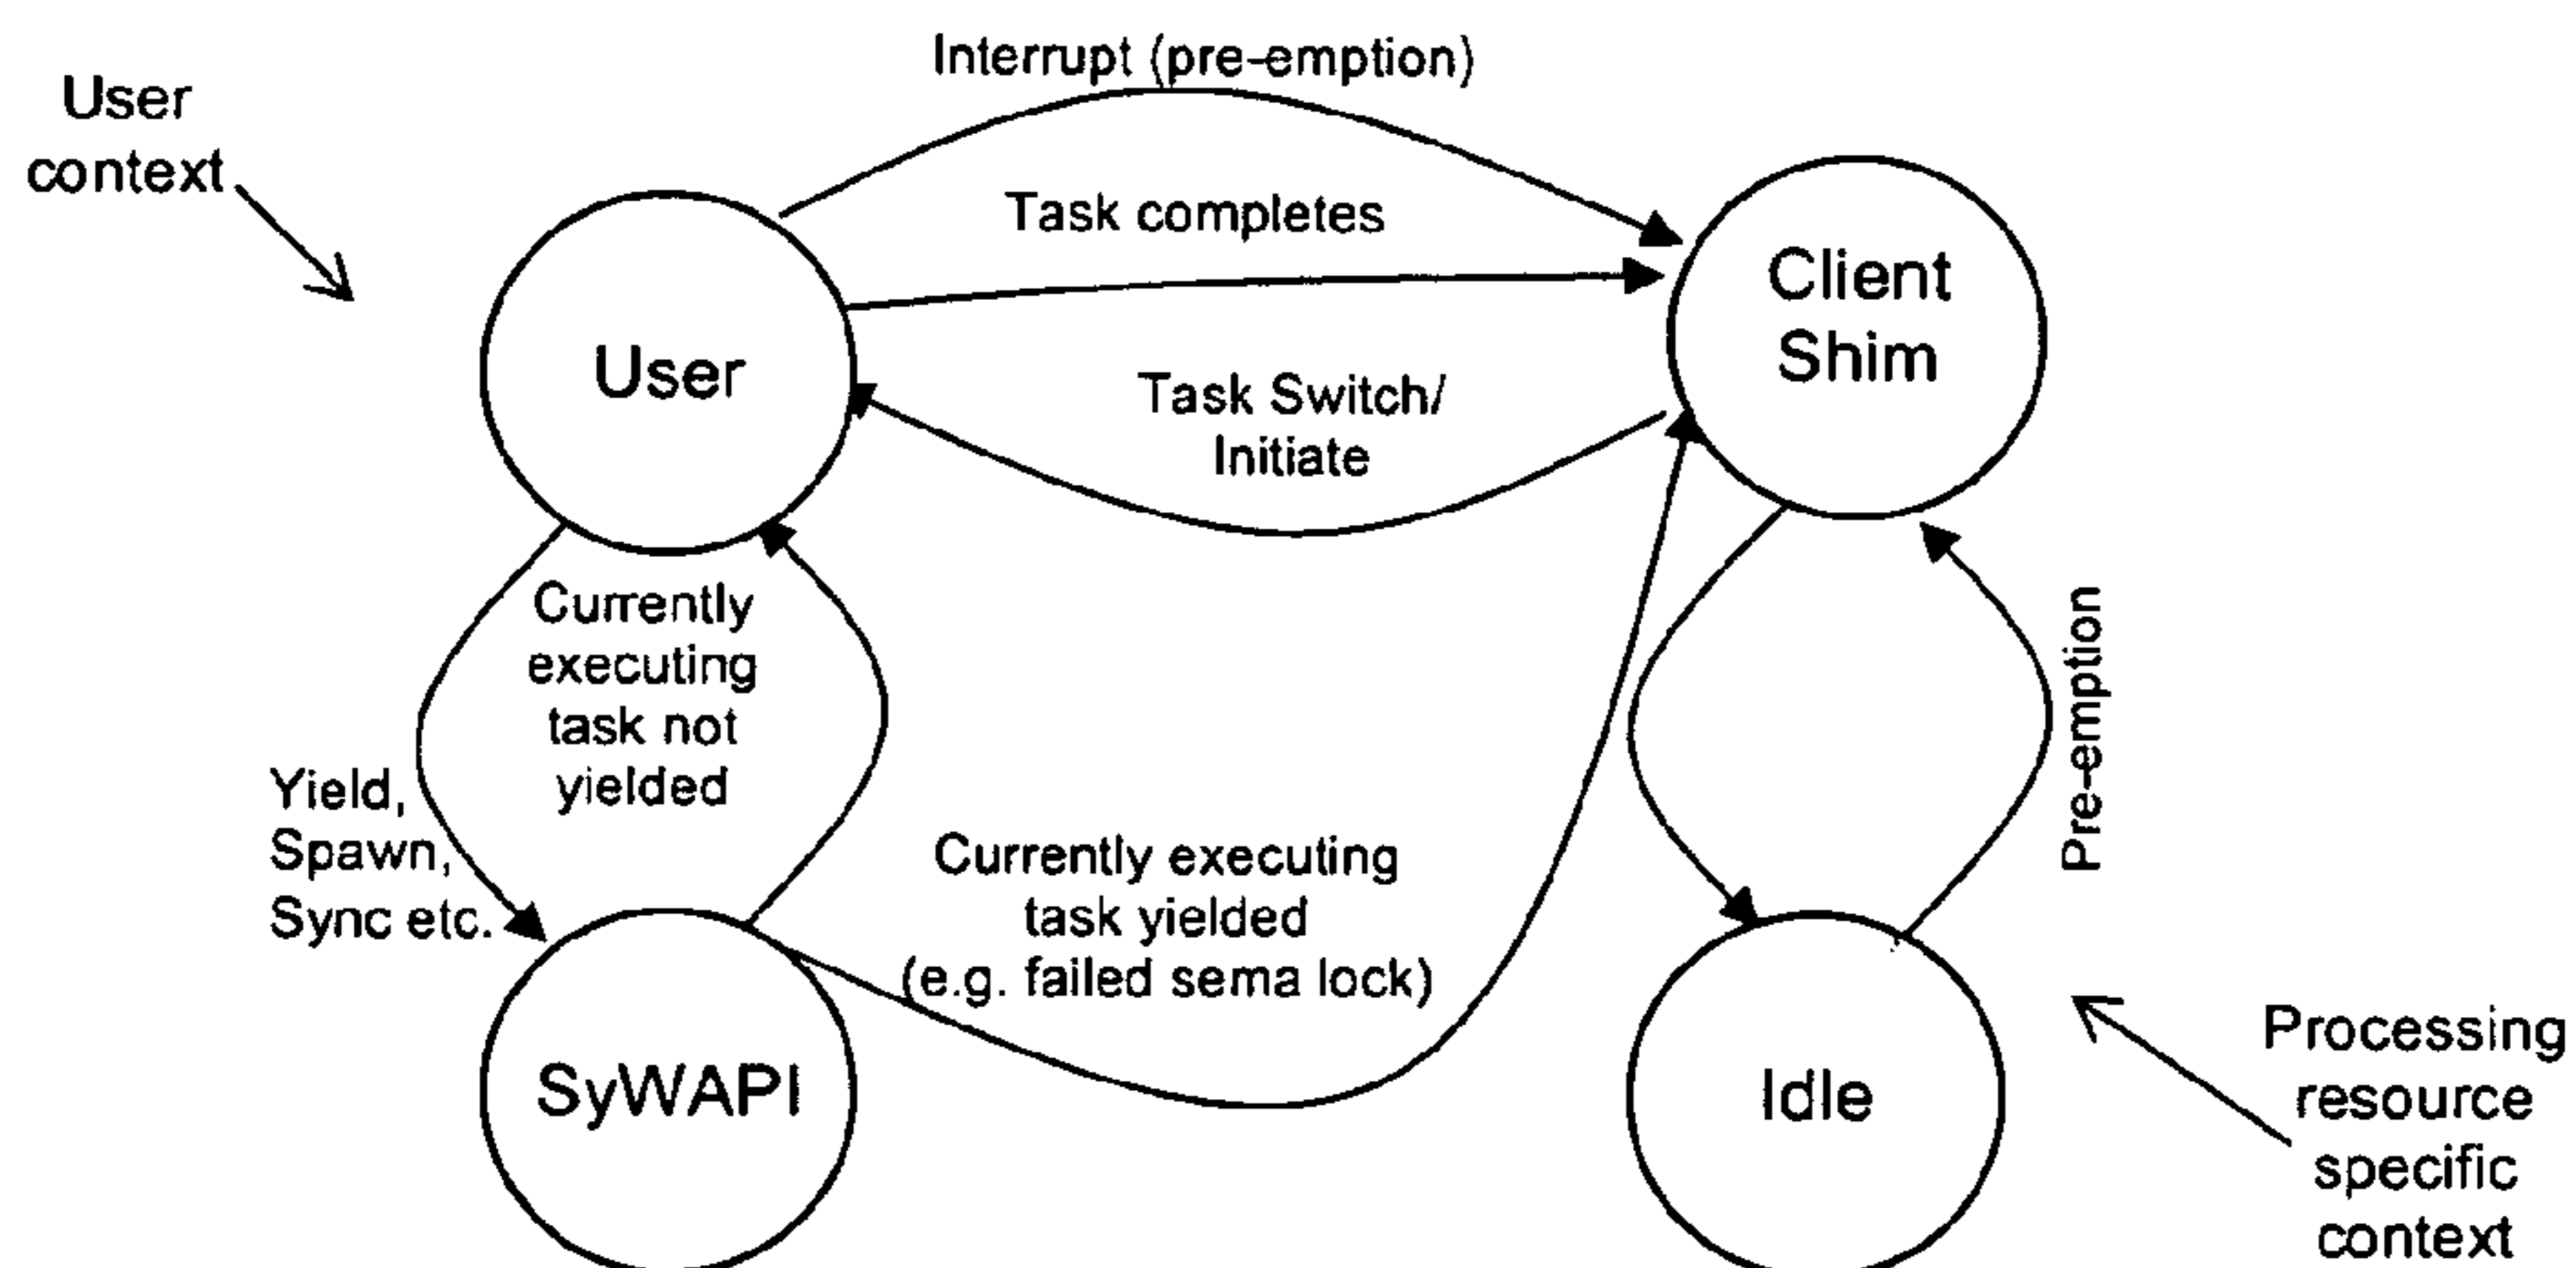 Interrupt (pre-emption)
User
context
Task completes
Client
Shim
User
Task Switch/
Initiate
Currently
executing
task not
yielded
Pre-emption
Yield,
Spawn,
Sync etc.
Currently executing
task yielded
(e.g. failed sema lock)
SyWAPI
Idle
Processing
resource
specific
context